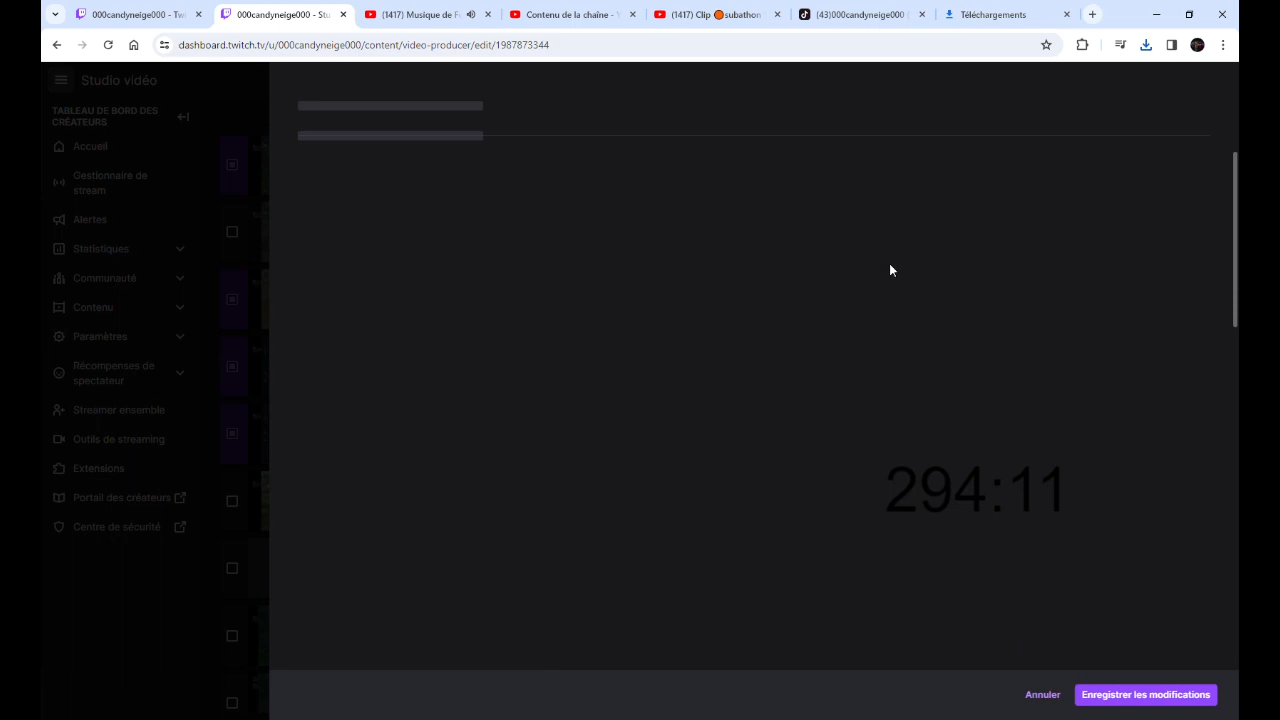 000candyneige000 - Tw
000candyneige000 - Stu
(1417) Musique de F
Contenu de la chaîne - Y
(1417) Clip 🟠subathon
(43)000candyneige000
Téléchargements
dashboard.twitch.tv/u/000candyneige000/content/video-producer/edit/1987873344
Studio vidéo
TABLEAU DE BORD DES
CRÉATEURS
Accueil
Gestionnaire de
stream
Alertes
Statistiques
Communauté
Contenu
Paramètres
Récompenses de
spectateur
Streamer ensemble
Outils de streaming
Extensions
Portail des créateurs
Centre de sécurité
294:11
Annuler
Enregistrer les modifications